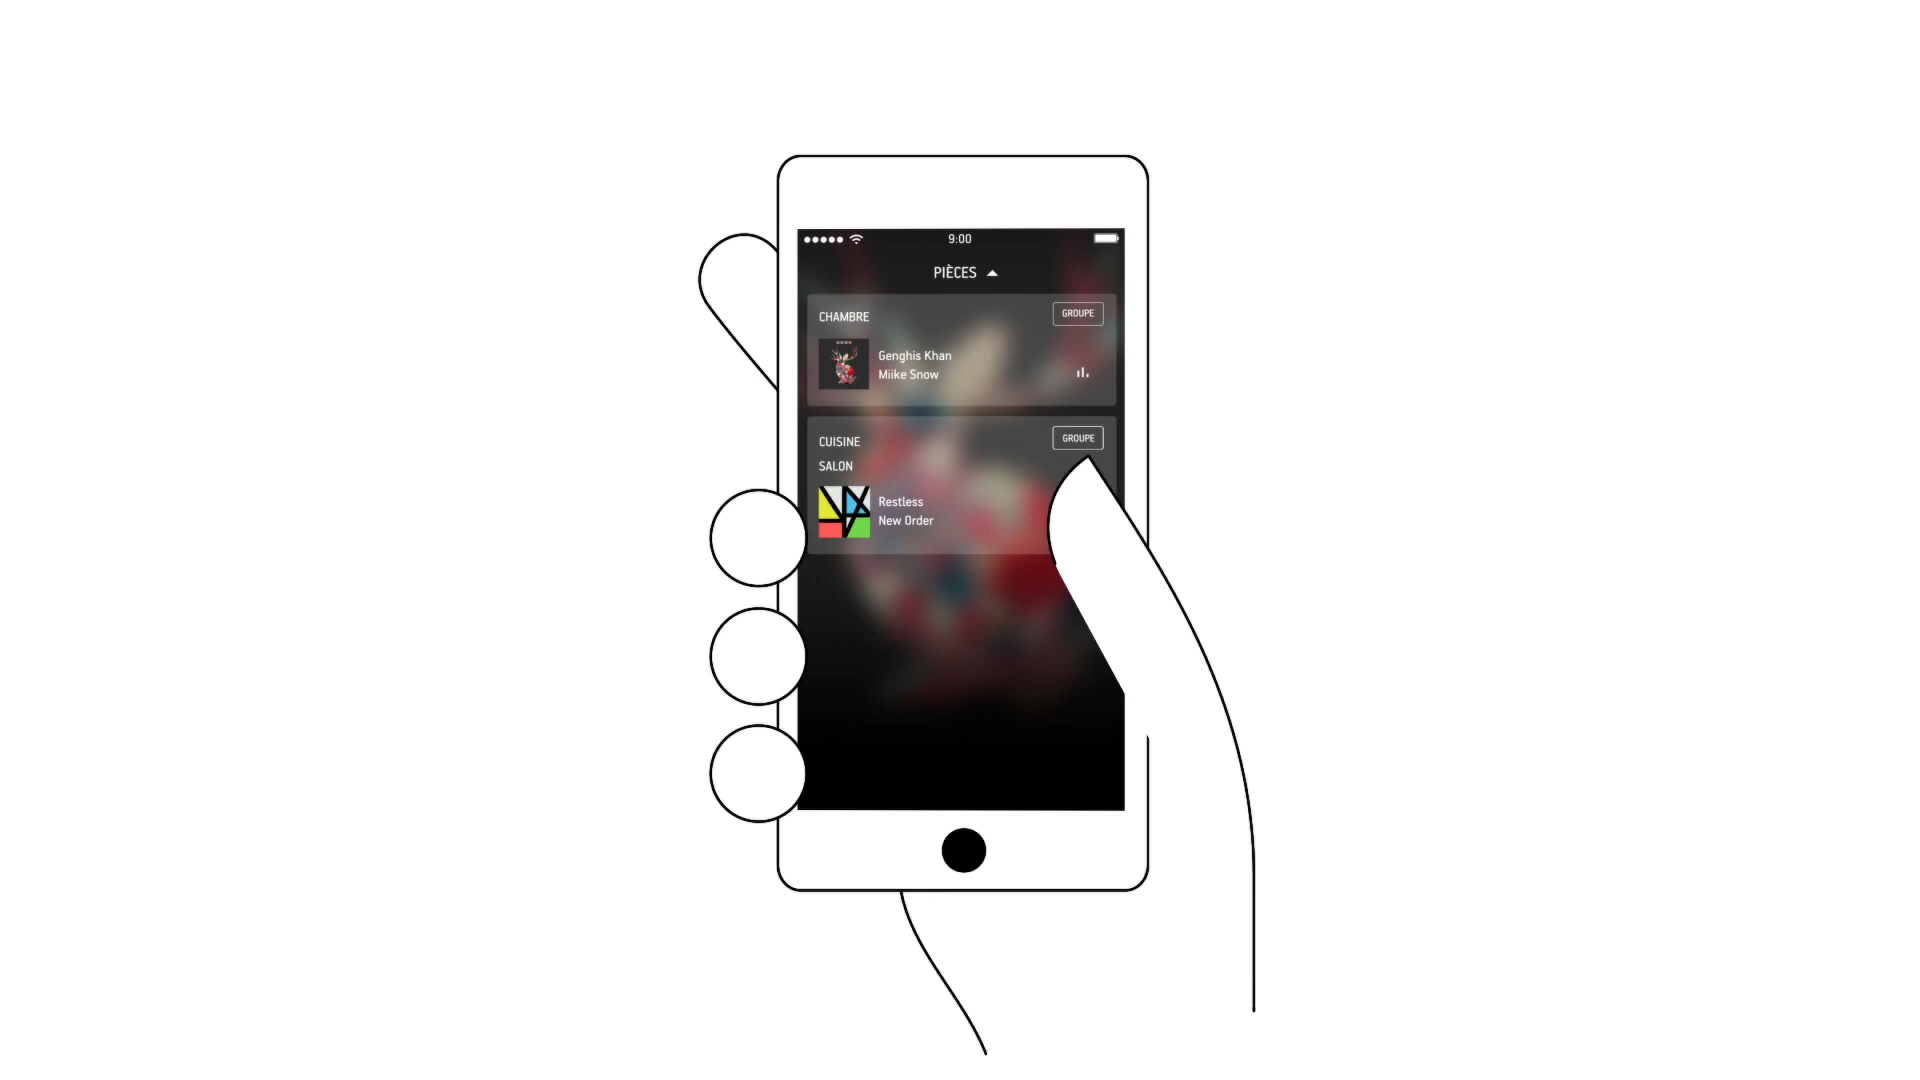 9:00
PIÈCES
CHAMBRE
GROUPE
Genghis Khan
Miike Snow
CUISINE
GROUPE
SALON
Restless
New Order